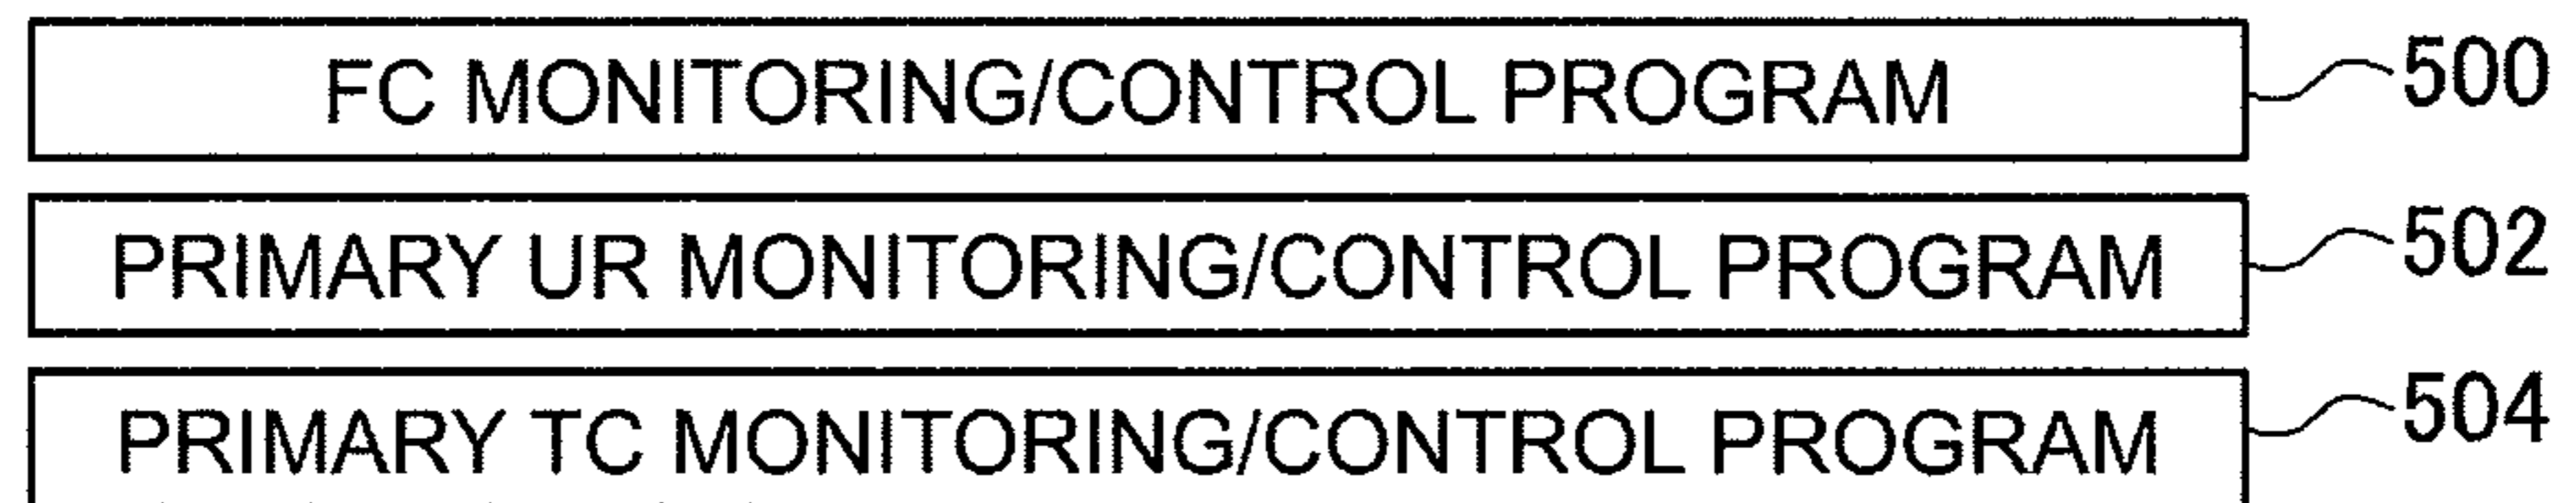 FC MONITORING/CONTROL PROGRAM 500
PRIMARY UR MONITORING/CONTROL PROGRAM 502
PRIMARY TC MONITORING/CONTROL PROGRAM 504